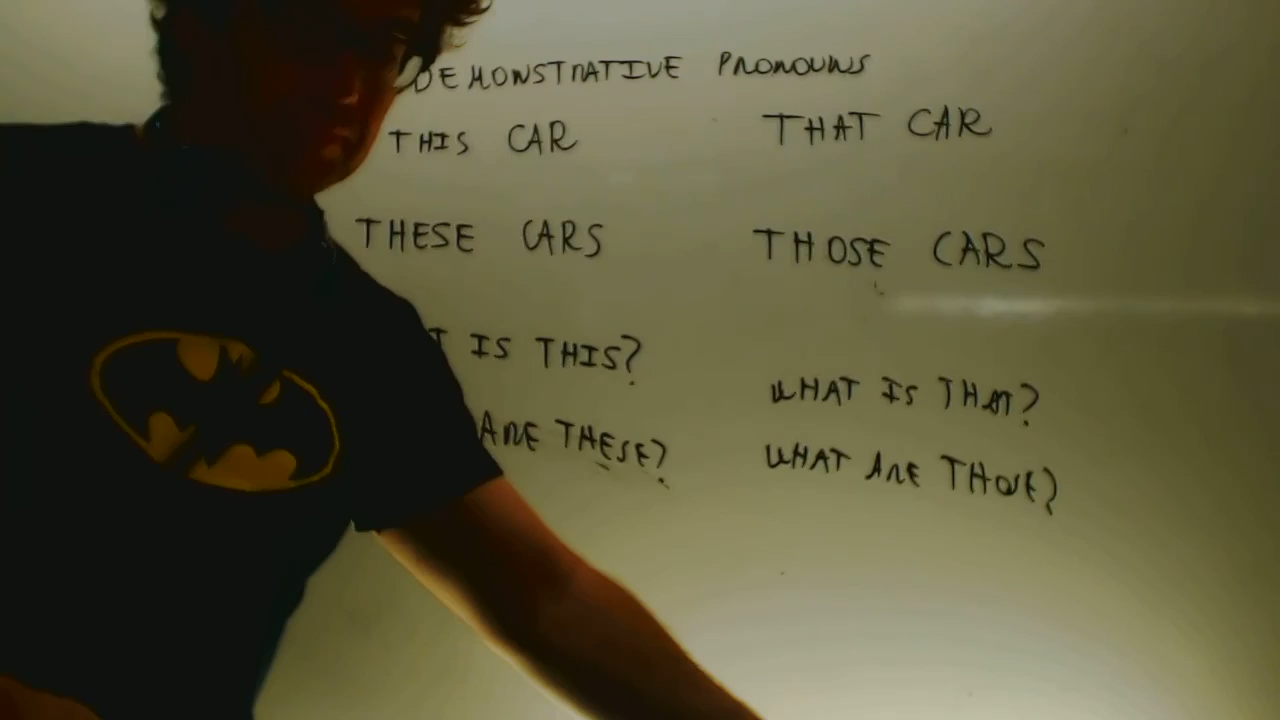 DEMONSTRATIVE PRONOUNS
THIS CAR THAT CAR
THESE CARS THOSE CARS
IS THIS?
WHAT IS THAT?
ARE THESE?
WHAT ARE THOSE?